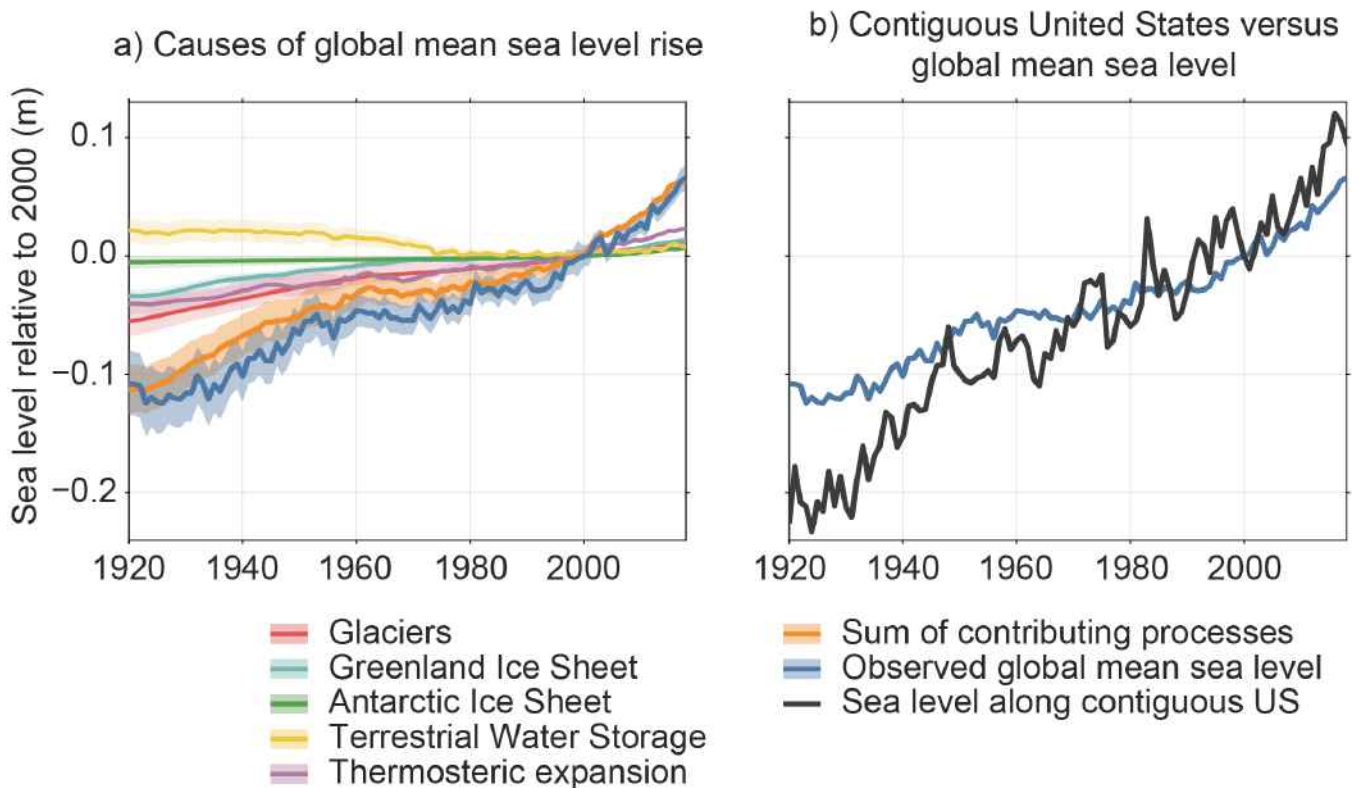 a) Causes of global mean sea level rise
b) Contiguous United States versus
global mean sea level
Sea level relative to 2000 (m)
0.1
0.0
−0.1
−0.2
1920 1940 1960 1980 2000
1920 1940 1960 1980 2000
Glaciers
Greenland Ice Sheet
Antarctic Ice Sheet
Terrestrial Water Storage
Thermosteric expansion
Sum of contributing processes
Observed global mean sea level
Sea level along contiguous US